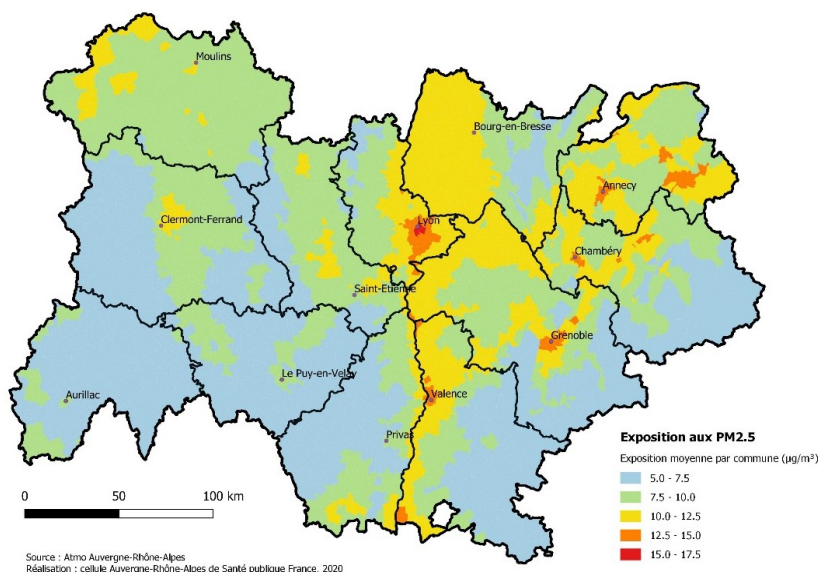 Moulins
Bourg-en-Bresse
Annecy
Clermont-Ferrand
Lyon
Chambéry
Saint-Etienne
Grenoble
Le Puy-en-Velay
Aurillac
Valence
Privas
Exposition aux PM2.5
Exposition moyenne par commune (µg/m³)
5.0 - 7.5
7.5 - 10.0
10.0 - 12.5
12.5 - 15.0
15.0 - 17.5
0 50 100 km
Source : Atmo Auvergne-Rhône-Alpes
Réalisation : cellule Auvergne-Rhône-Alpes de Santé publique France, 2020